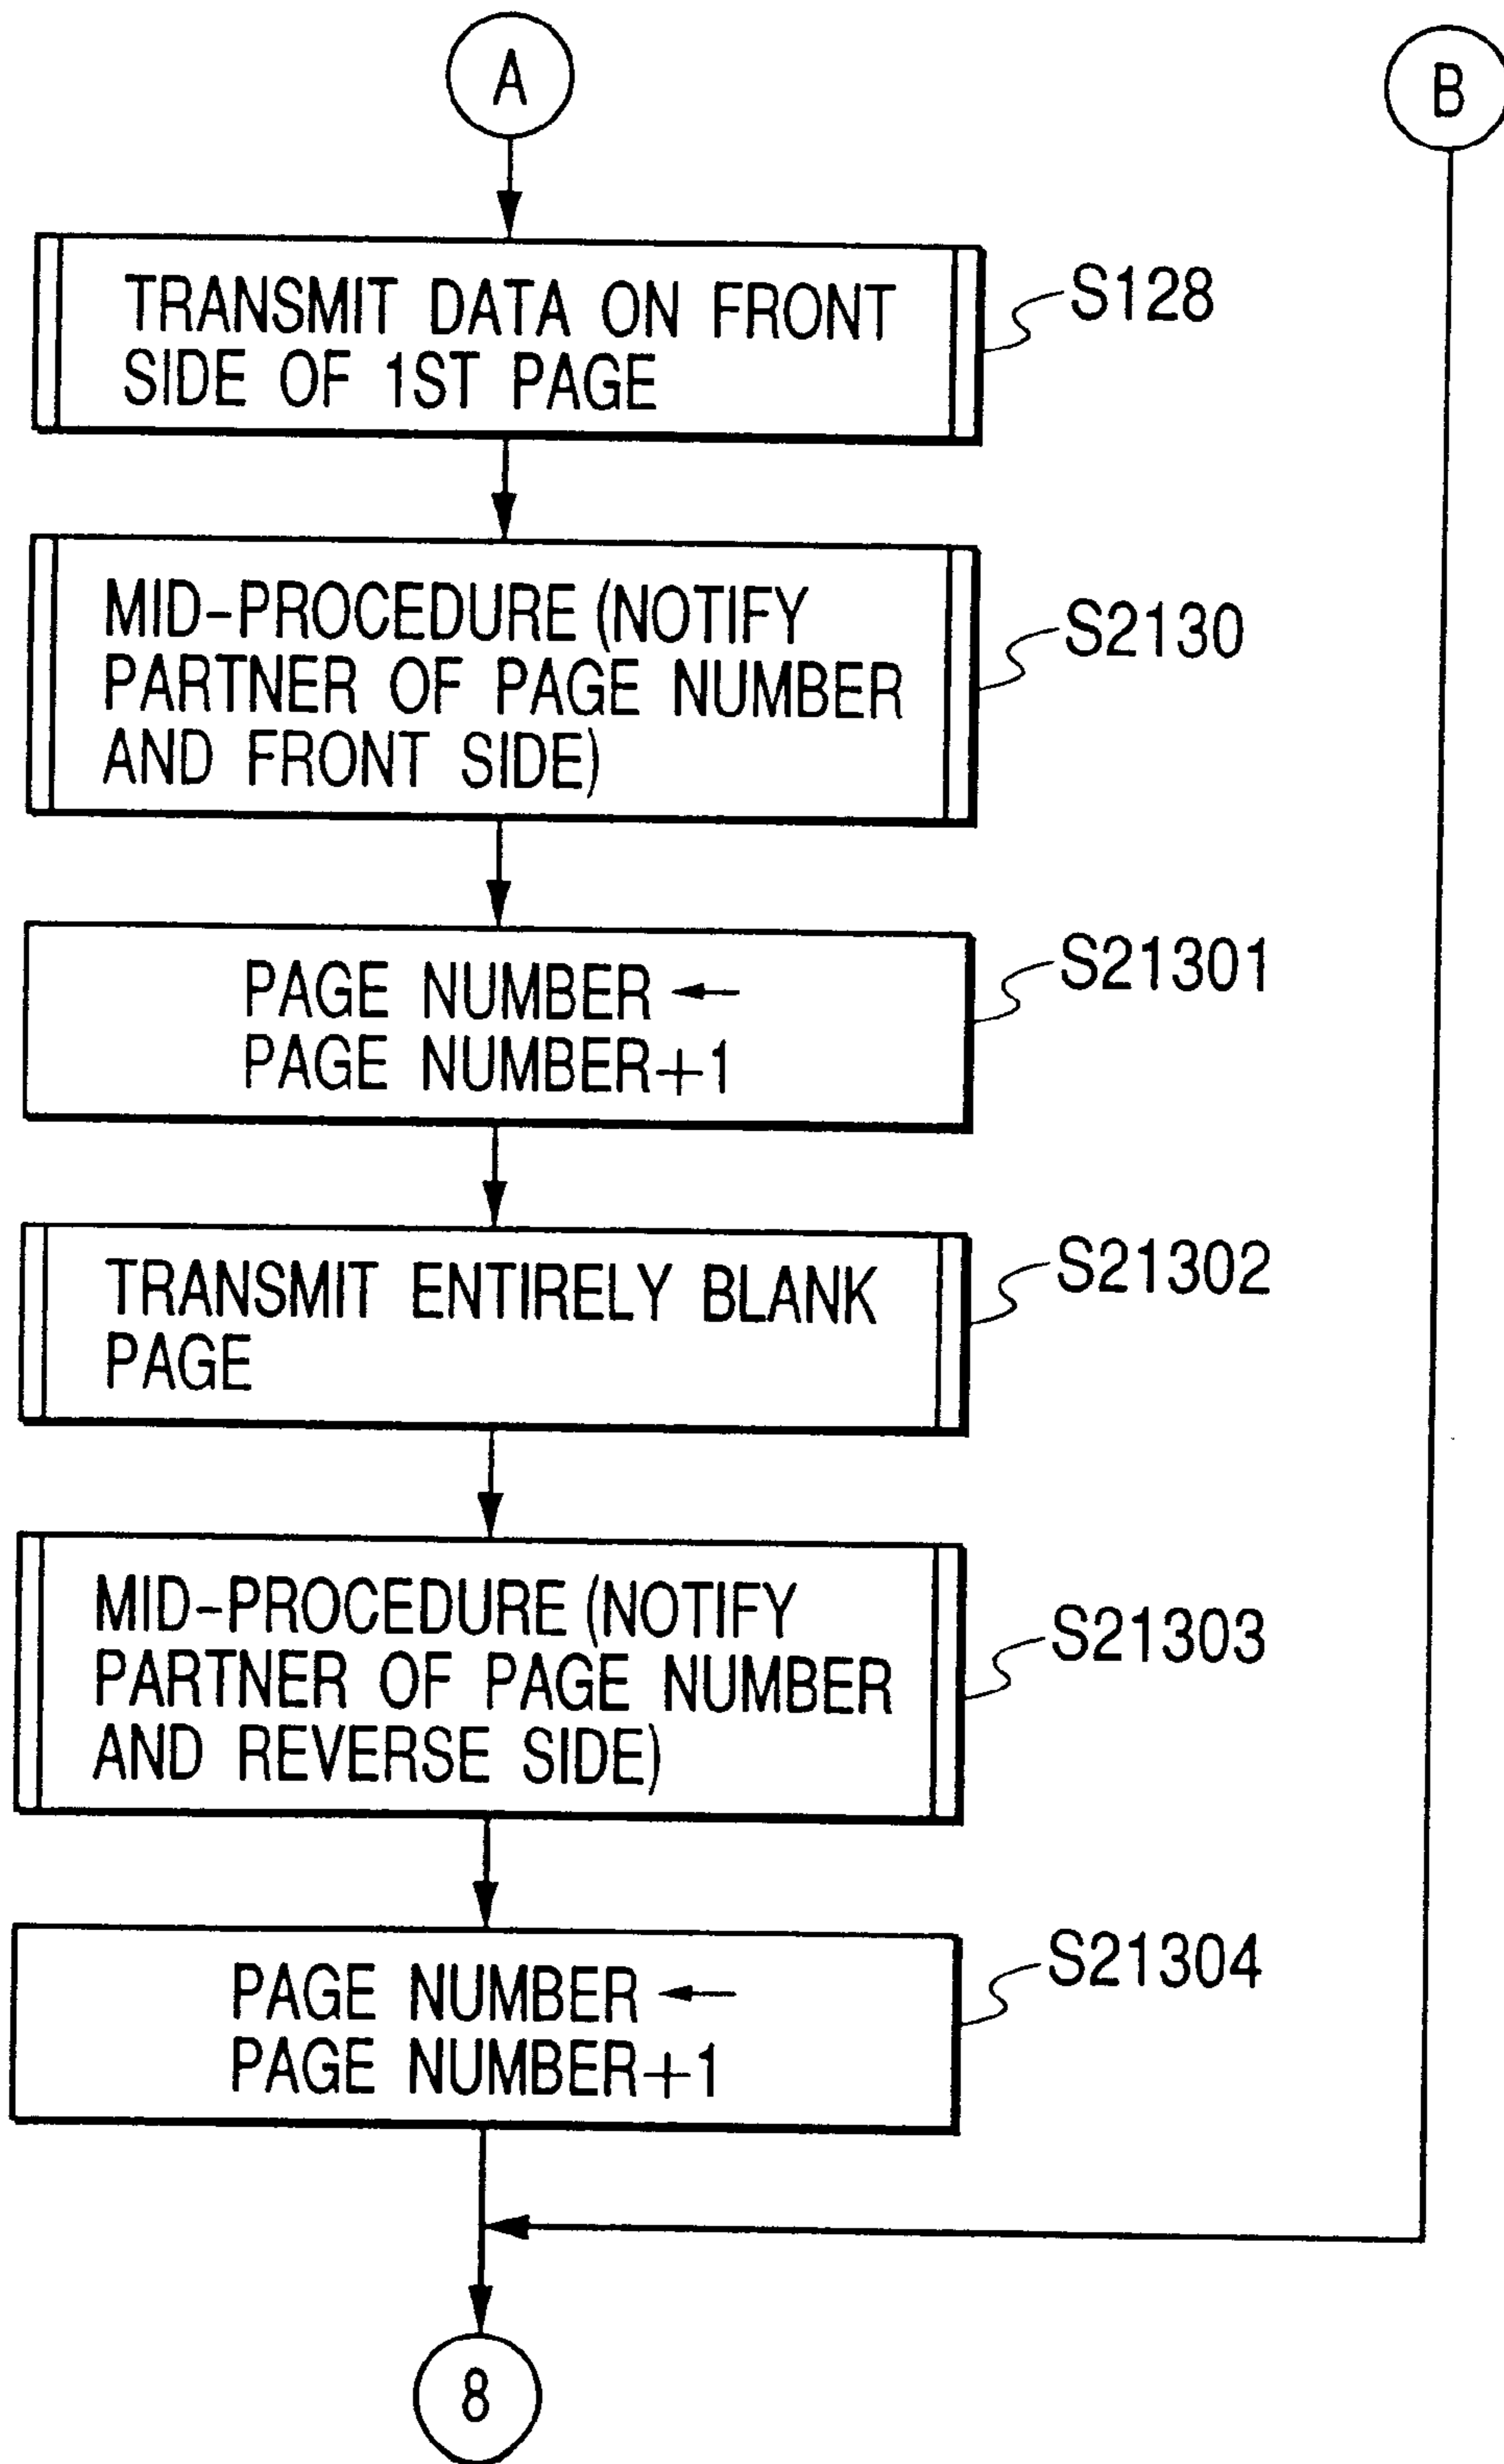 A
B
TRANSMIT DATA ON FRONT
SIDE OF 1ST PAGE
S128
MID-PROCEDURE (NOTIFY
PARTNER OF PAGE NUMBER
AND FRONT SIDE)
S2130
PAGE NUMBER ←
PAGE NUMBER+1
S21301
TRANSMIT ENTIRELY BLANK
PAGE
S21302
MID-PROCEDURE (NOTIFY
PARTNER OF PAGE NUMBER
AND REVERSE SIDE)
S21303
PAGE NUMBER ←
PAGE NUMBER+1
S21304
8